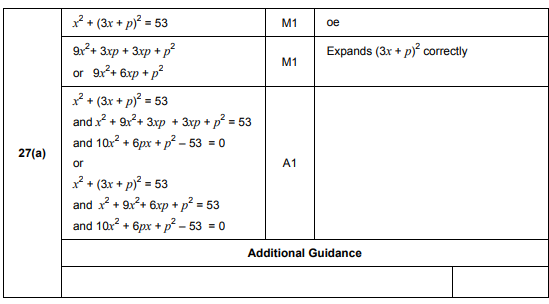 x² + (3x + p)² = 53 M1 oe
9x² + 3xp + 3xp + p² M1 Expands (3x + p)² correctly
or 9x² + 6xp + p²
27(a)
x² + (3x + p)² = 53
and x² + 9x² + 3xp + 3xp + p² = 53
and 10x² + 6px + p² – 53 = 0
or A1
x² + (3x + p)² = 53
and x² + 9x² + 6xp + p² = 53
and 10x² + 6px + p² – 53 = 0
Additional Guidance